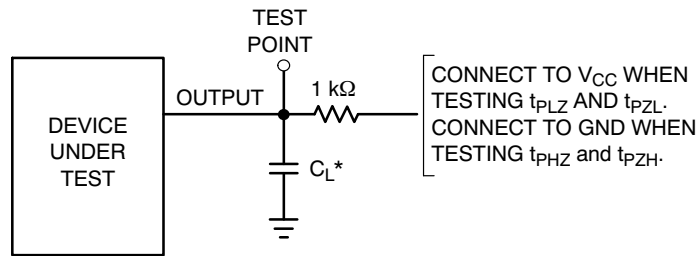 TEST
POINT
1 kΩ
OUTPUT
DEVICE
UNDER
TEST
C_L*
CONNECT TO V_CC WHEN
TESTING t_PLZ AND t_PZL.
CONNECT TO GND WHEN
TESTING t_PHZ and t_PZH.